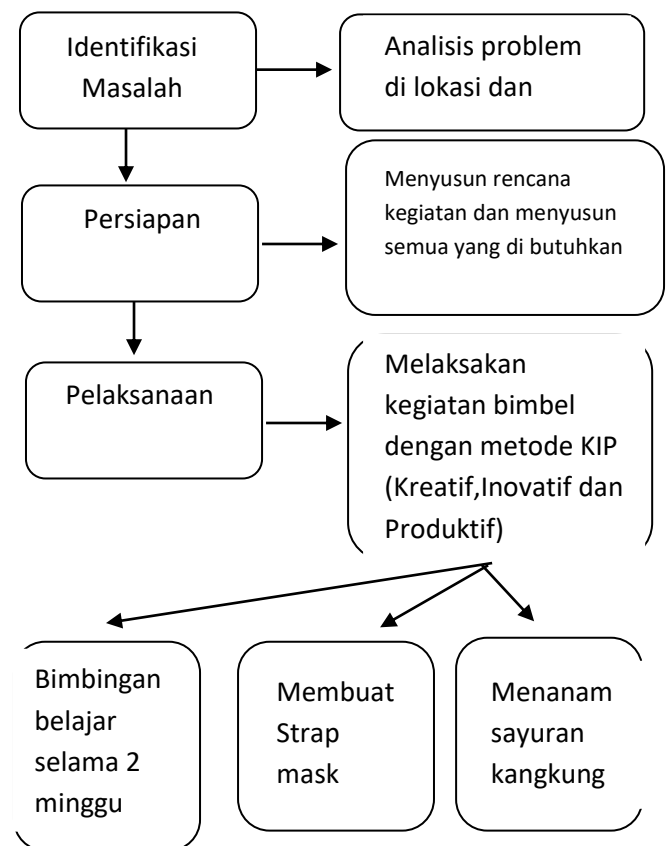 Identifikasi
Masalah
Analisis problem
di lokasi dan
Persiapan
Menyusun rencana
kegiatan dan menyusun
semua yang di butuhkan
Pelaksanaan
Melaksakan
kegiatan bimbel
dengan metode KIP
(Kreatif,Inovatif dan
Produktif)
Bimbingan
belajar
selama 2
minggu
Membuat
Strap
mask
Menanam
sayuran
kangkung